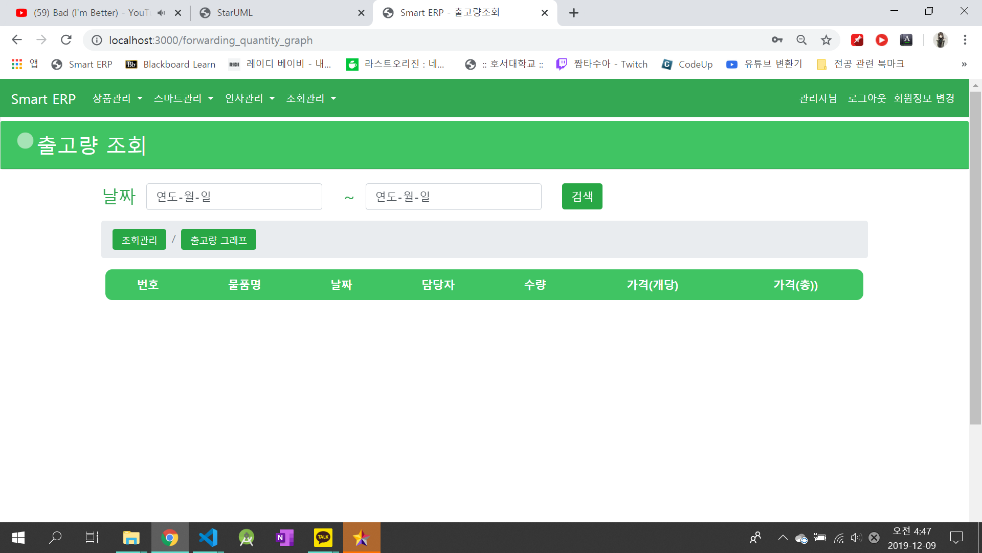 (59) Bad (I'm Better) - YouT
StarUML
Smart ERP - 출고량조회
localhost:3000/forwarding_quantity_graph
앱
Smart ERP
Blackboard Learn
레이디 베이비 - 내...
라스트오리진 : 네...
:: 호서대학교 ::
짬타수아 - Twitch
CodeUp
유튜브 변환기
전공 관련 북마크
»
Smart ERP 상품관리 스마트관리 인사관리 조회관리 관리자님 로그아웃 회원정보 변경
출고량 조회
날짜 연도-월-일 ~ 연도-월-일 검색
조회관리 / 출고량 그래프
번호 물품명 날짜 담당자 수량 가격(개당) 가격(총))
TALK
오전 4:47
2019-12-09